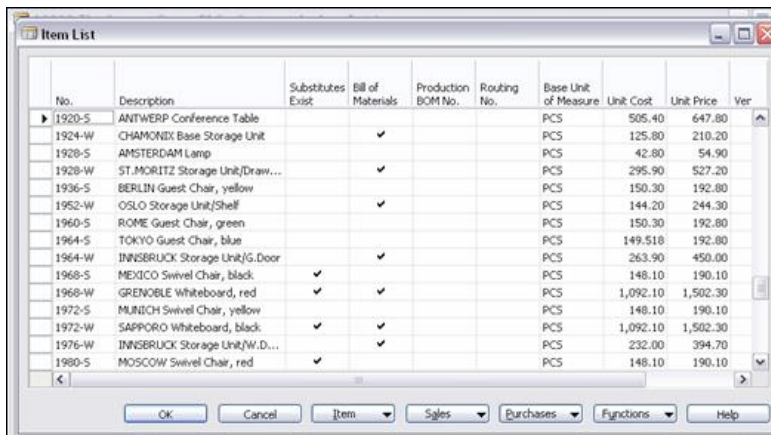 Item List
No. Description Substitutes Exist Bill of Materials Production BOM No. Routing No. Base Unit of Measure Unit Cost Unit Price Ver
1920-S ANTWERP Conference Table PCS 505.40 647.80
1924-W CHAMONIX Base Storage Unit ✔ PCS 125.80 210.20
1928-S AMSTERDAM Lamp PCS 42.80 54.90
1928-W ST.MORITZ Storage Unit/Draw... ✔ PCS 295.90 527.20
1936-S BERLIN Guest Chair, yellow PCS 150.30 192.80
1952-W OSLO Storage Unit/Shelf ✔ PCS 144.20 244.30
1960-S ROME Guest Chair, green PCS 150.30 192.80
1964-S TOKYO Guest Chair, blue PCS 149.518 192.80
1964-W INNSBRUCK Storage Unit/G.Door ✔ PCS 263.90 450.00
1968-S MEXICO Swivel Chair, black ✔ PCS 148.10 190.10
1968-W GRENOBLE Whiteboard, red ✔ ✔ PCS 1,092.10 1,502.30
1972-S MUNICH Swivel Chair, yellow PCS 148.10 190.10
1972-W SAPPORO Whiteboard, black ✔ ✔ PCS 1,092.10 1,502.30
1976-W INNSBRUCK Storage Unit/W.D... ✔ PCS 232.00 394.70
1980-S MOSCOW Swivel Chair, red ✔ PCS 148.10 190.10
OK Cancel Item Sales Purchases Functions Help